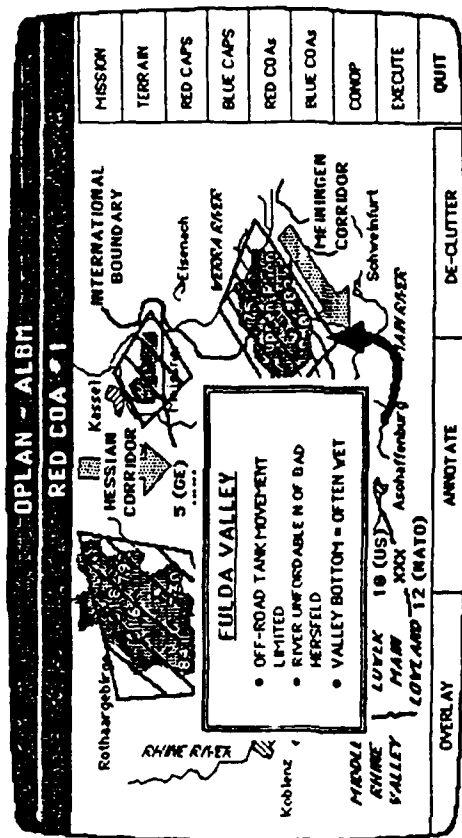 OPLAN - ALBM
RED COA # 1
MISSION
TERRAIN
RED CAPS
BLUE CAPS
RED COAs
BLUE COAs
CONOP
EXECUTE
QUIT
INTERNATIONAL
BOUNDARY
Kessel
HESSIAN
CORRIDOR
5 (GE)
Rothaargebirge
Eisenach
WERRA RIVER
MEININGEN
CORRIDOR
Schweinfurt
MAIN RIVER
Aschaffenburg
RHINE RIVER
Koblenz
FULDA VALLEY
• OFF-ROAD TANK MOVEMENT
LIMITED
• RIVER UNFORDABLE N OF BAD
HERSFELD
• VALLEY BOTTOM = OFTEN WET
MIDDLE
RHINE
VALLEY
MAIN
LOWLAND
10 (US)
XXX
12 (NATO)
OVERLAY
ANNOTATE
DE-CLUTTER